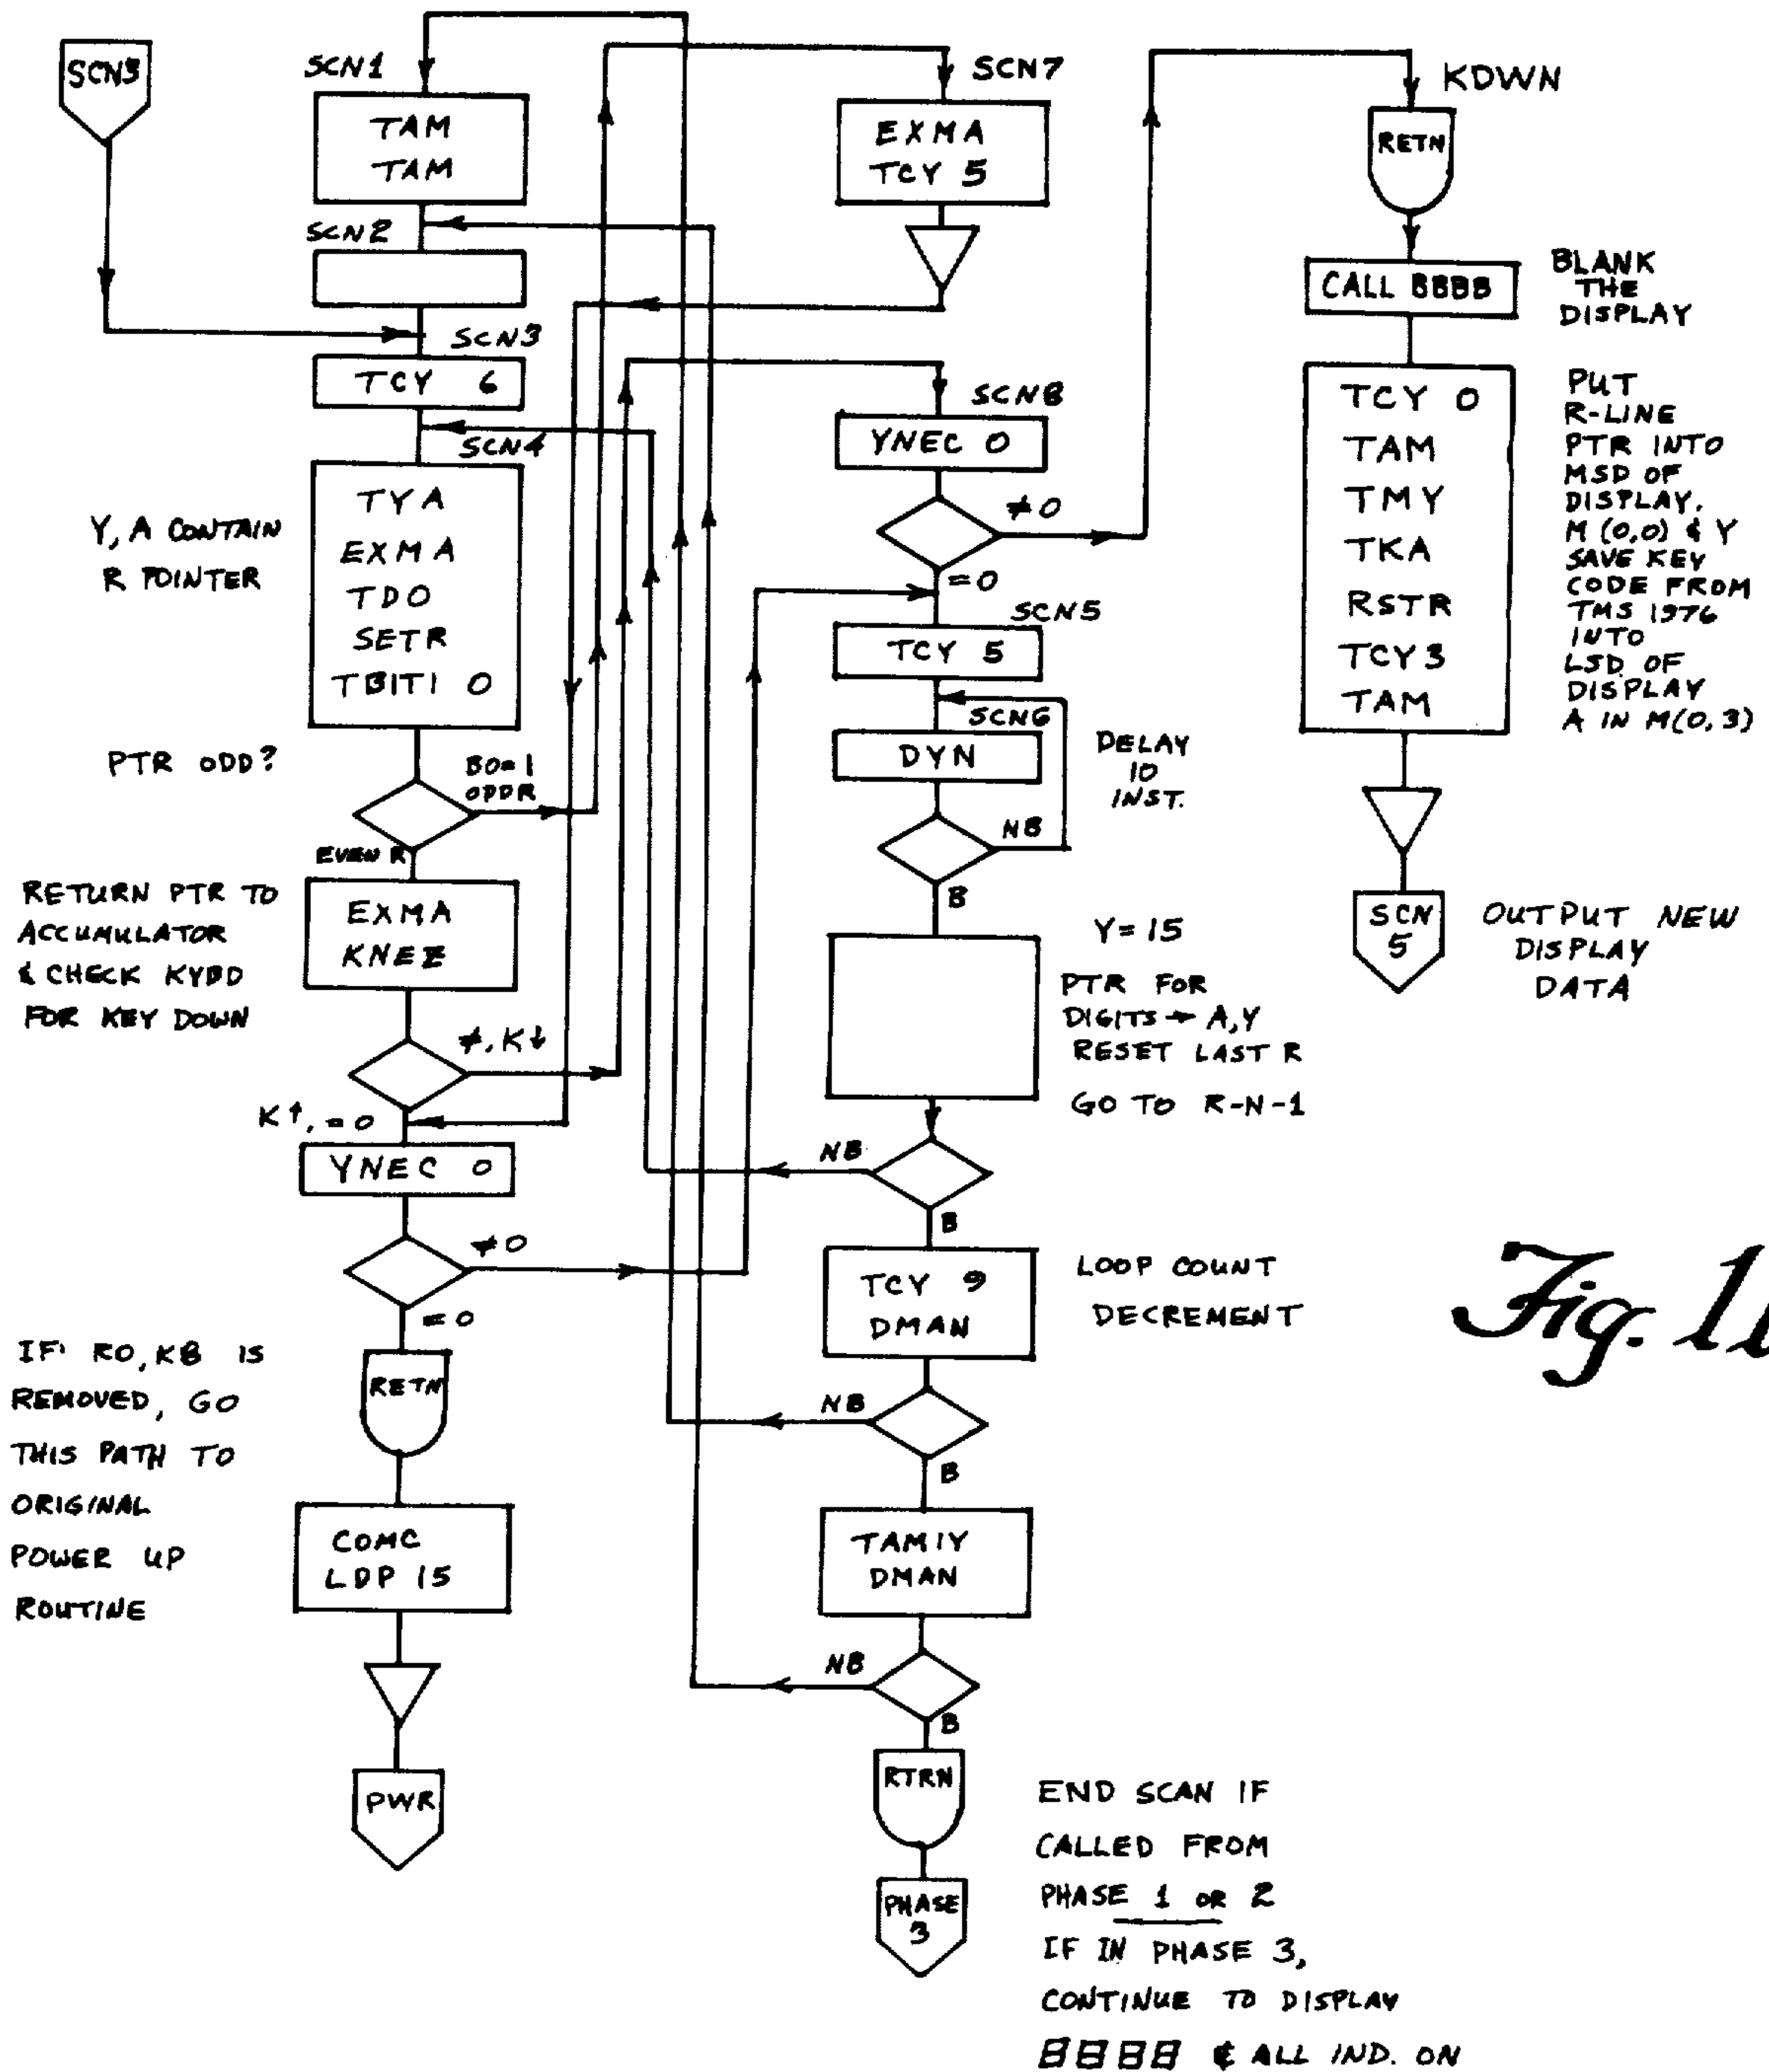 SCN3
SCN1
TAM
TAM
SCN2
SCN3
TCY 6
SCN4
Y, A CONTAIN
R POINTER
TYA
EXMA
TDO
SETR
TBIT1 0
PTR ODD?
B0=1
ODD R
EVEN R
RETURN PTR TO
ACCUMULATOR
& CHECK KYBD
FOR KEY DOWN
EXMA
KNEZ
≠, K↓
K↑, = 0
YNEC 0
≠0
= 0
IF R0, K8 IS
REMOVED, GO
THIS PATH TO
ORIGINAL
POWER UP
ROUTINE
RETN
COMC
LDP 15
PWR
SCN7
EXMA
TCY 5
SCN8
YNEC 0
≠0
=0
SCN5
TCY 5
SCN6
DYN
DELAY
10
INST.
NB
B
Y=15
PTR FOR
DIGITS → A,Y
RESET LAST R
GO TO R-N-1
NB
B
TCY 9
DMAN
LOOP COUNT
DECREMENT
NB
B
TAMIY
DMAN
NB
B
RTRN
PHASE
3
END SCAN IF
CALLED FROM
PHASE 1 OR 2
IF IN PHASE 3,
CONTINUE TO DISPLAY
8888 & ALL IND. ON
KDWN
RETN
CALL BBBB
BLANK
THE
DISPLAY
TCY 0
TAM
TMY
TKA
RSTR
TCY 3
TAM
PUT
R-LINE
PTR INTO
MSD OF
DISPLAY.
M(0,0) & Y
SAVE KEY
CODE FROM
TMS 1976
INTO
LSD OF
DISPLAY
A IN M(0,3)
SCN
5
OUTPUT NEW
DISPLAY
DATA
Fig.